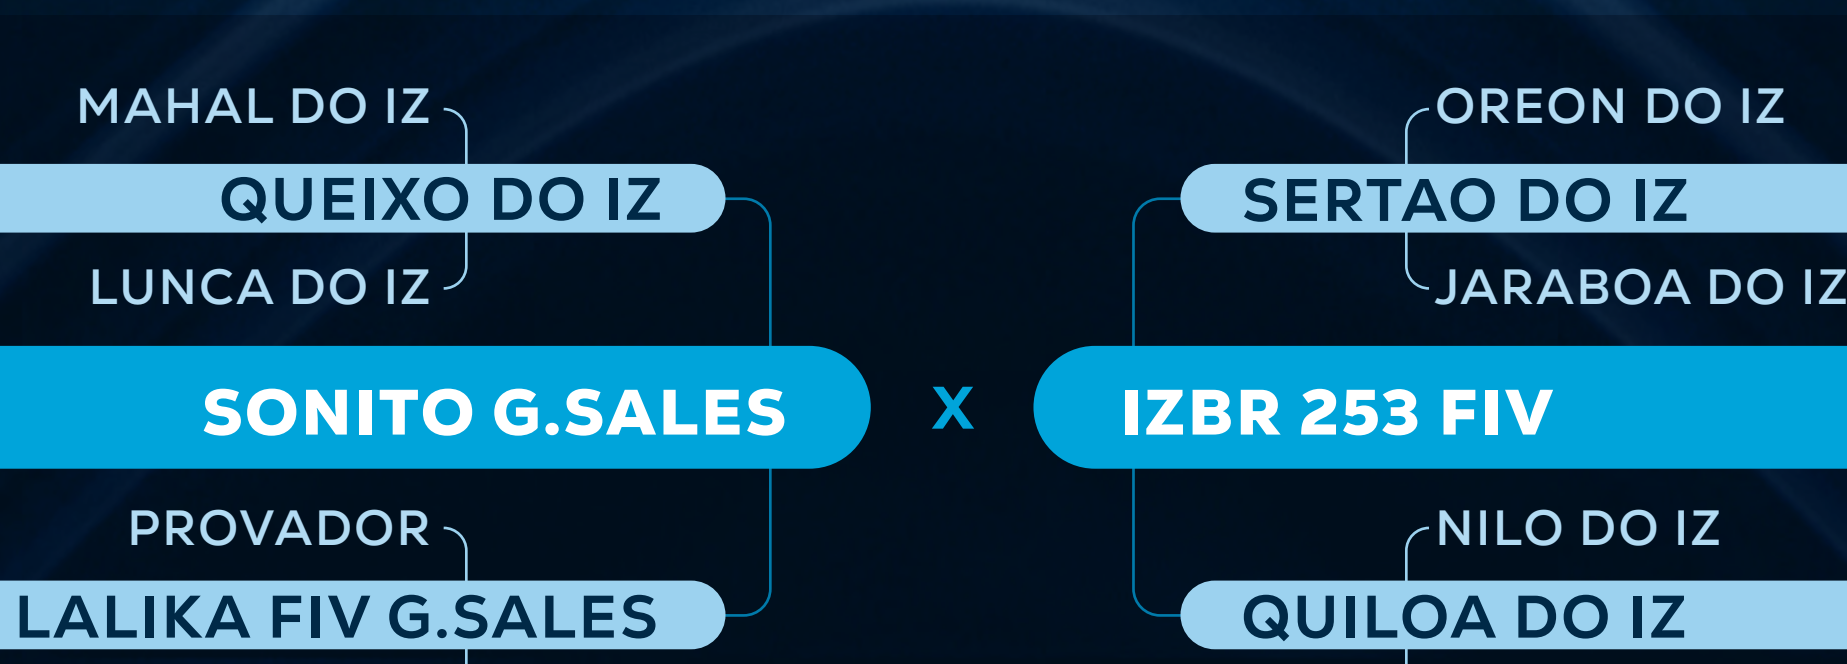 MAHAL DO IZ
OREON DO IZ
QUEIXO DO IZ
SERTAO DO IZ
LUNCA DO IZ
JARABOA DO IZ
SONITO G.SALES
X
IZBR 253 FIV
PROVADOR
NILO DO IZ
LALIKA FIV G.SALES
QUILOA DO IZ